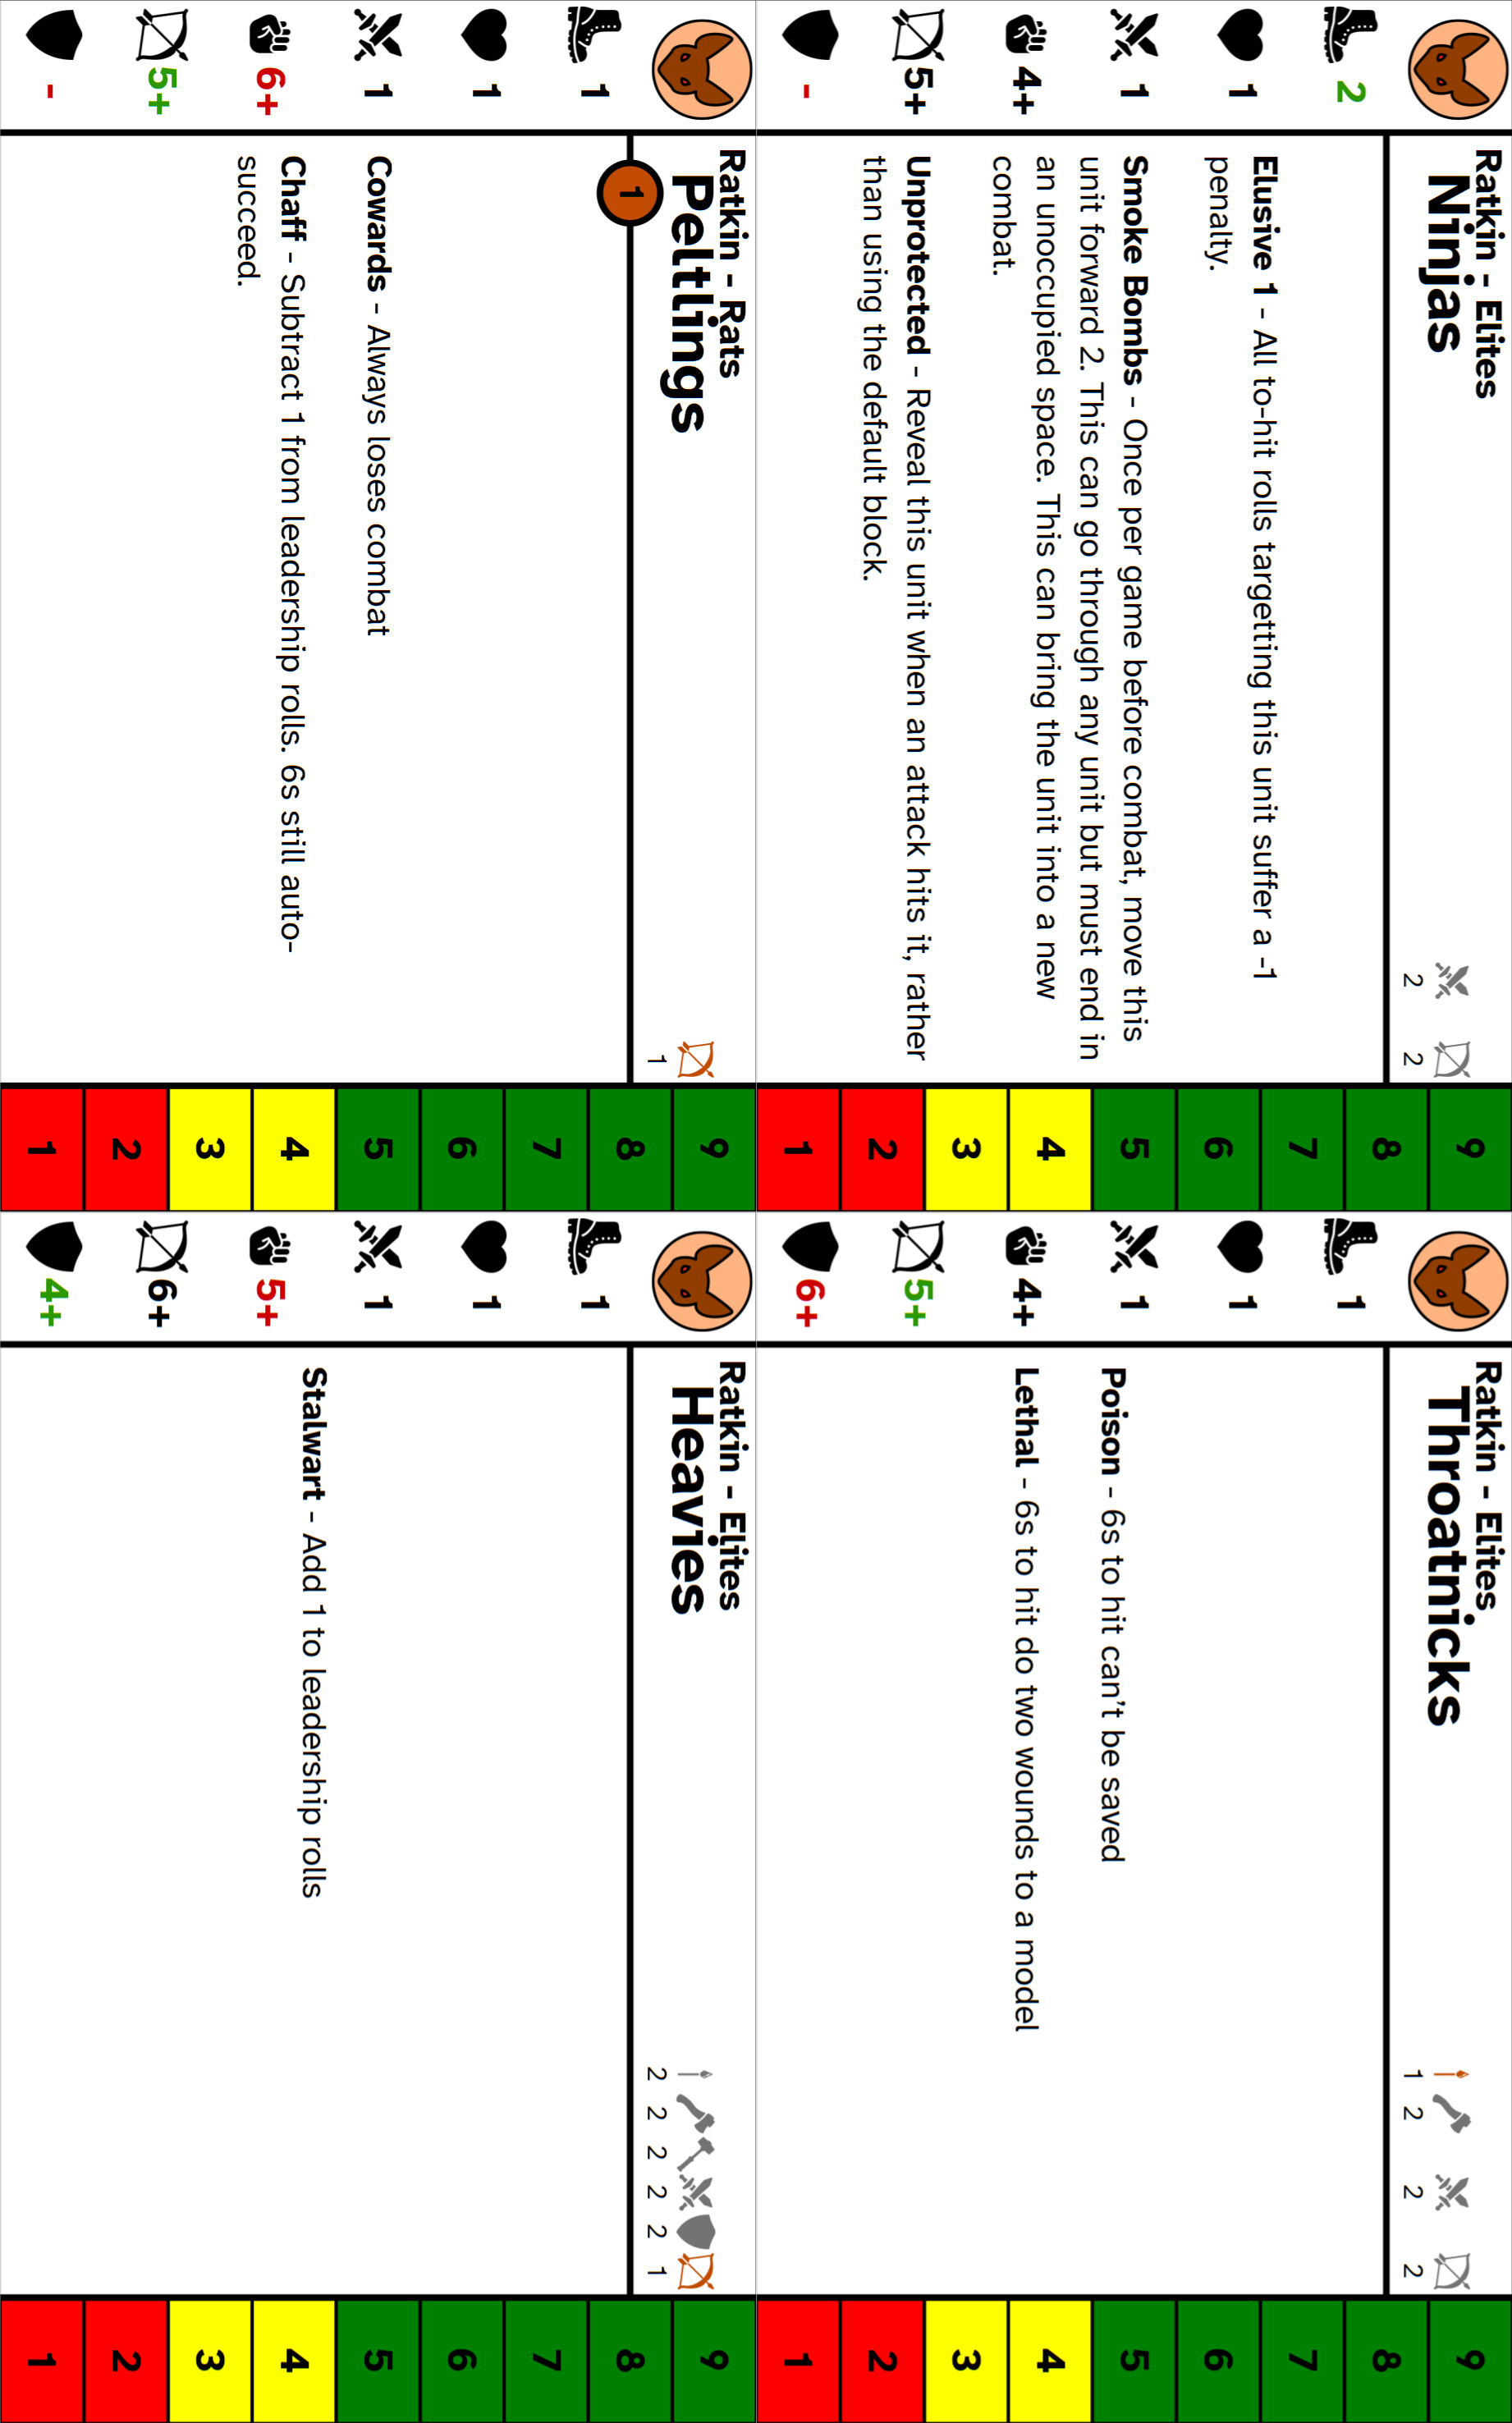 Ratkin - Elites
Ninjas
2 2
2
1
1
4+
5+
-
Elusive 1 - All to-hit rolls targetting this unit suffer a -1
penalty.
Smoke Bombs - Once per game before combat, move this
unit forward 2. This can go through any unit but must end in
an unoccupied space. This can bring the unit into a new
combat.
Unprotected - Reveal this unit when an attack hits it, rather
than using the default block.
9
8
7
6
5
4
3
2
1
Ratkin - Elites
Throatnicks
1 2 2 2
1
1
1
4+
5+
6+
Poison - 6s to hit can't be saved
Lethal - 6s to hit do two wounds to a model
9
8
7
6
5
4
3
2
1
Ratkin - Rats
Peltlings
1
1
1
1
1
6+
5+
-
Cowards - Always loses combat
Chaff - Subtract 1 from leadership rolls. 6s still auto-
succeed.
9
8
7
6
5
4
3
2
1
Ratkin - Elites
Heavies
2 2 2 2 2 1
1
1
1
5+
6+
4+
Stalwart - Add 1 to leadership rolls
9
8
7
6
5
4
3
2
1